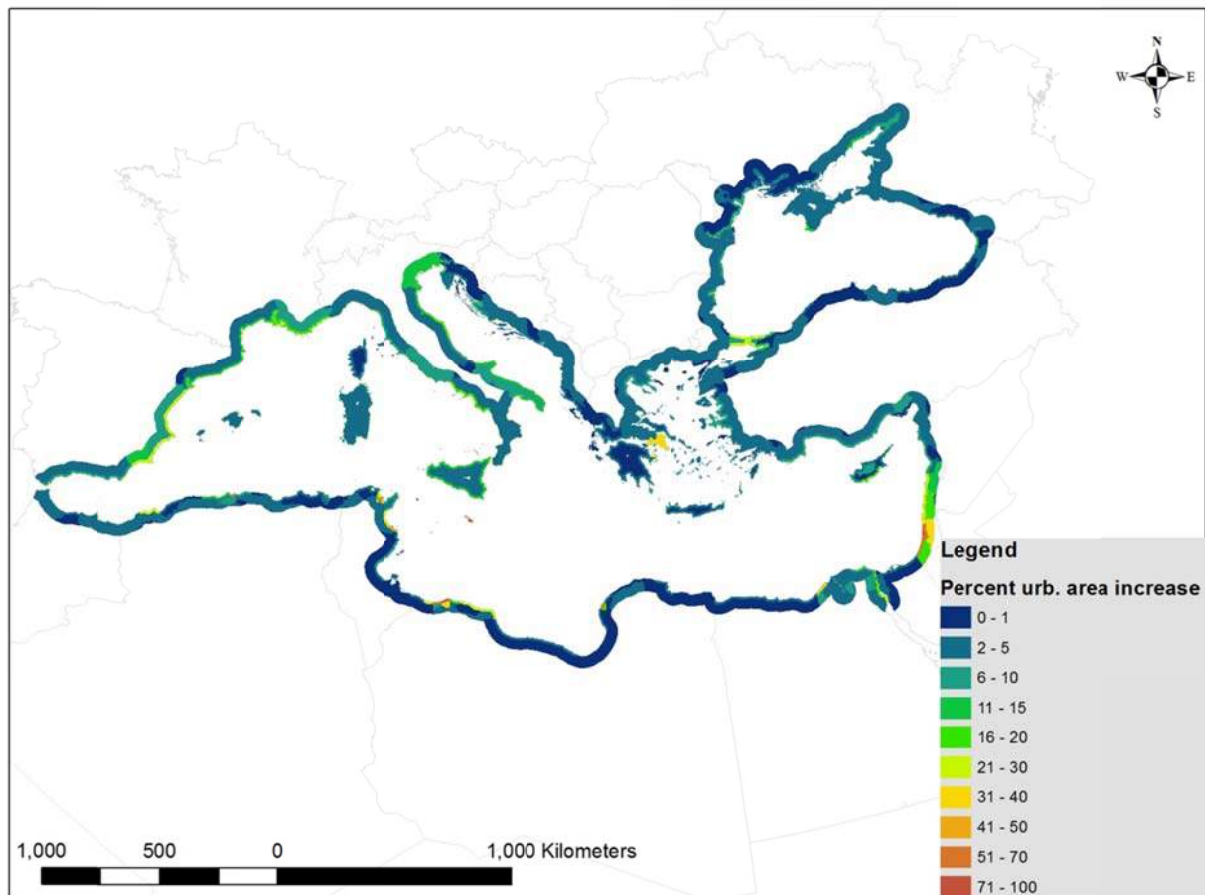 N
W E
S
Legend
Percent urb. area increase
0 - 1
2 - 5
6 - 10
11 - 15
16 - 20
21 - 30
31 - 40
41 - 50
51 - 70
71 - 100
1,000 500 0 1,000 Kilometers